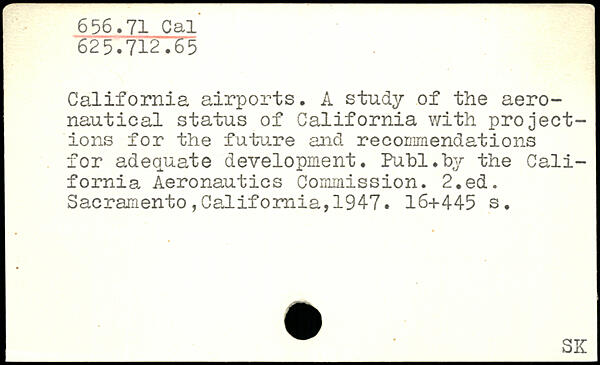 656.71 Cal
625.712.65
California airports. A study of the aero-
nautical status of California with project-
ions for the future and recommendations
for adequate development. Publ.by the Cali-
fornia Aeronautics Commission. 2.ed.
Sacramento,California,1947. 16+445 s.
SK